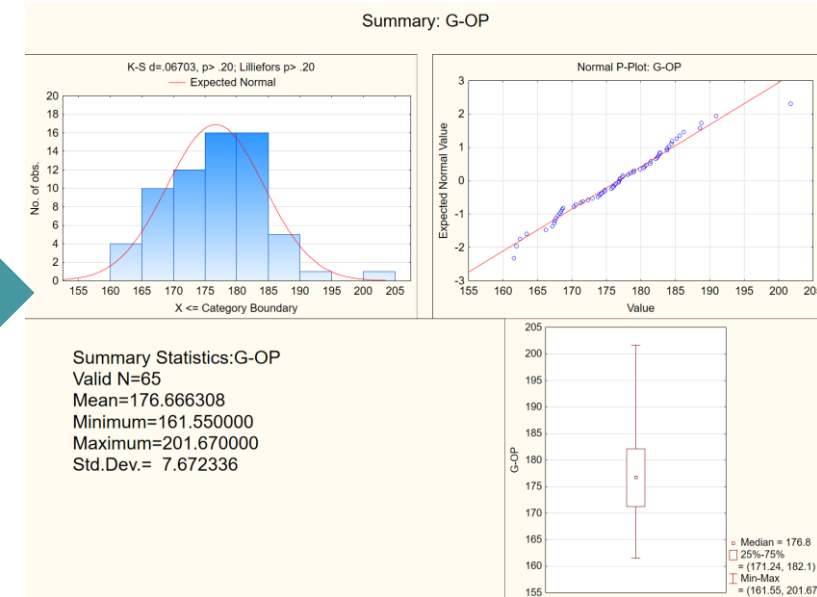 Summary: G-OP
K-S d=.06703, p> .20; Lilliefors p> .20
Expected Normal
20
18
16
14
12
10
8
6
4
2
0
No. of obs.
155 160 165 170 175 180 185 190 195 200 205
X <= Category Boundary
Normal P-Plot: G-OP
3
2
1
0
-1
-2
-3
Expected Normal Value
155 160 165 170 175 180 185 190 195 200
Value
Summary Statistics:G-OP
Valid N=65
Mean=176.666308
Minimum=161.550000
Maximum=201.670000
Std.Dev.= 7.672336
205
200
195
190
185
180
175
170
165
160
155
G-OP
Median = 176.8
25%-75%
= (171.24, 182.1)
Min-Max
= (161.55, 201.67